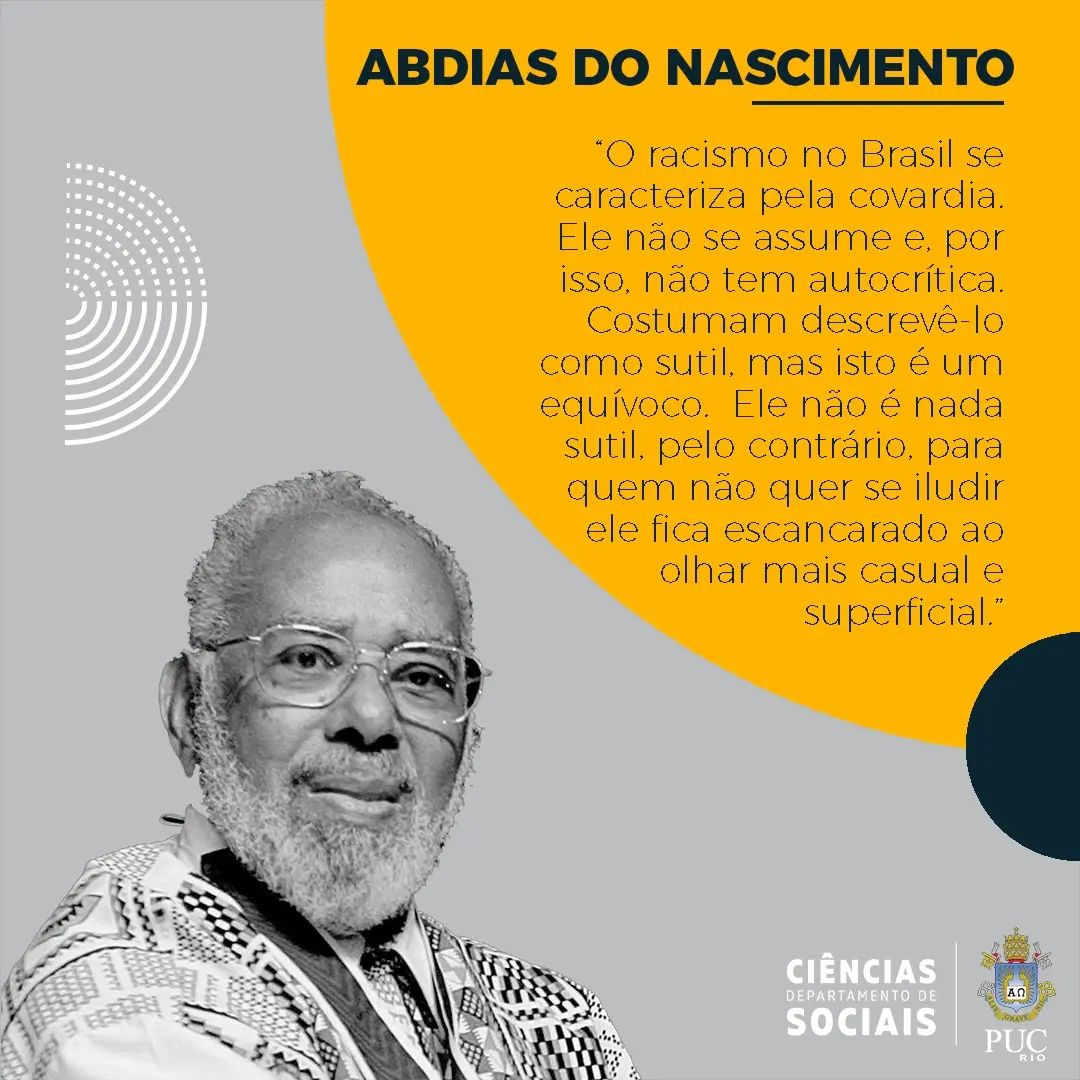 ABDIAS DO NASCIMENTO
“O racismo no Brasil se
caracteriza pela covardia.
Ele não se assume e, por
isso, não tem autocrítica.
Costumam descrevê-lo
como sutil, mas isto é um
equívoco. Ele não é nada
sutil, pelo contrário, para
quem não quer se iludir
ele fica escancarado ao
olhar mais casual e
superficial.”
CIÊNCIAS
DEPARTAMENTO DE
SOCIAIS
ΑΩ
PUC
RIO